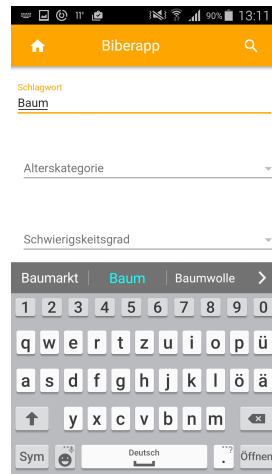 11° 90% 13:11
Biberapp
Schlagwort
Baum
Alterskategorie
Schwierigskeitsgrad
Baumarkt Baum Baumwolle
1 2 3 4 5 6 7 8 9 0
q w e r t z u i o p ü
a s d f g h j k l ö ä
y x c v b n m
Sym Deutsch .?  Öffnen